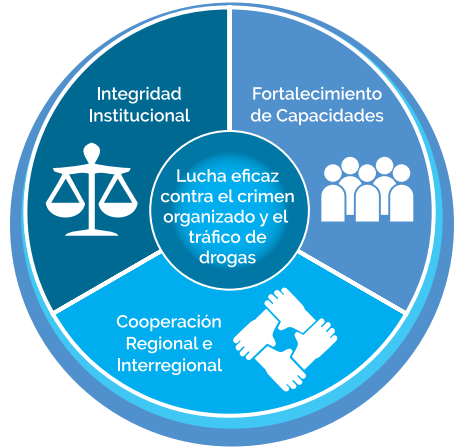 Integridad
Institucional
Fortalecimiento
de Capacidades
Lucha eficaz
contra el crimen
organizado y el
tráfico de
drogas
Cooperación
Regional e
Interregional